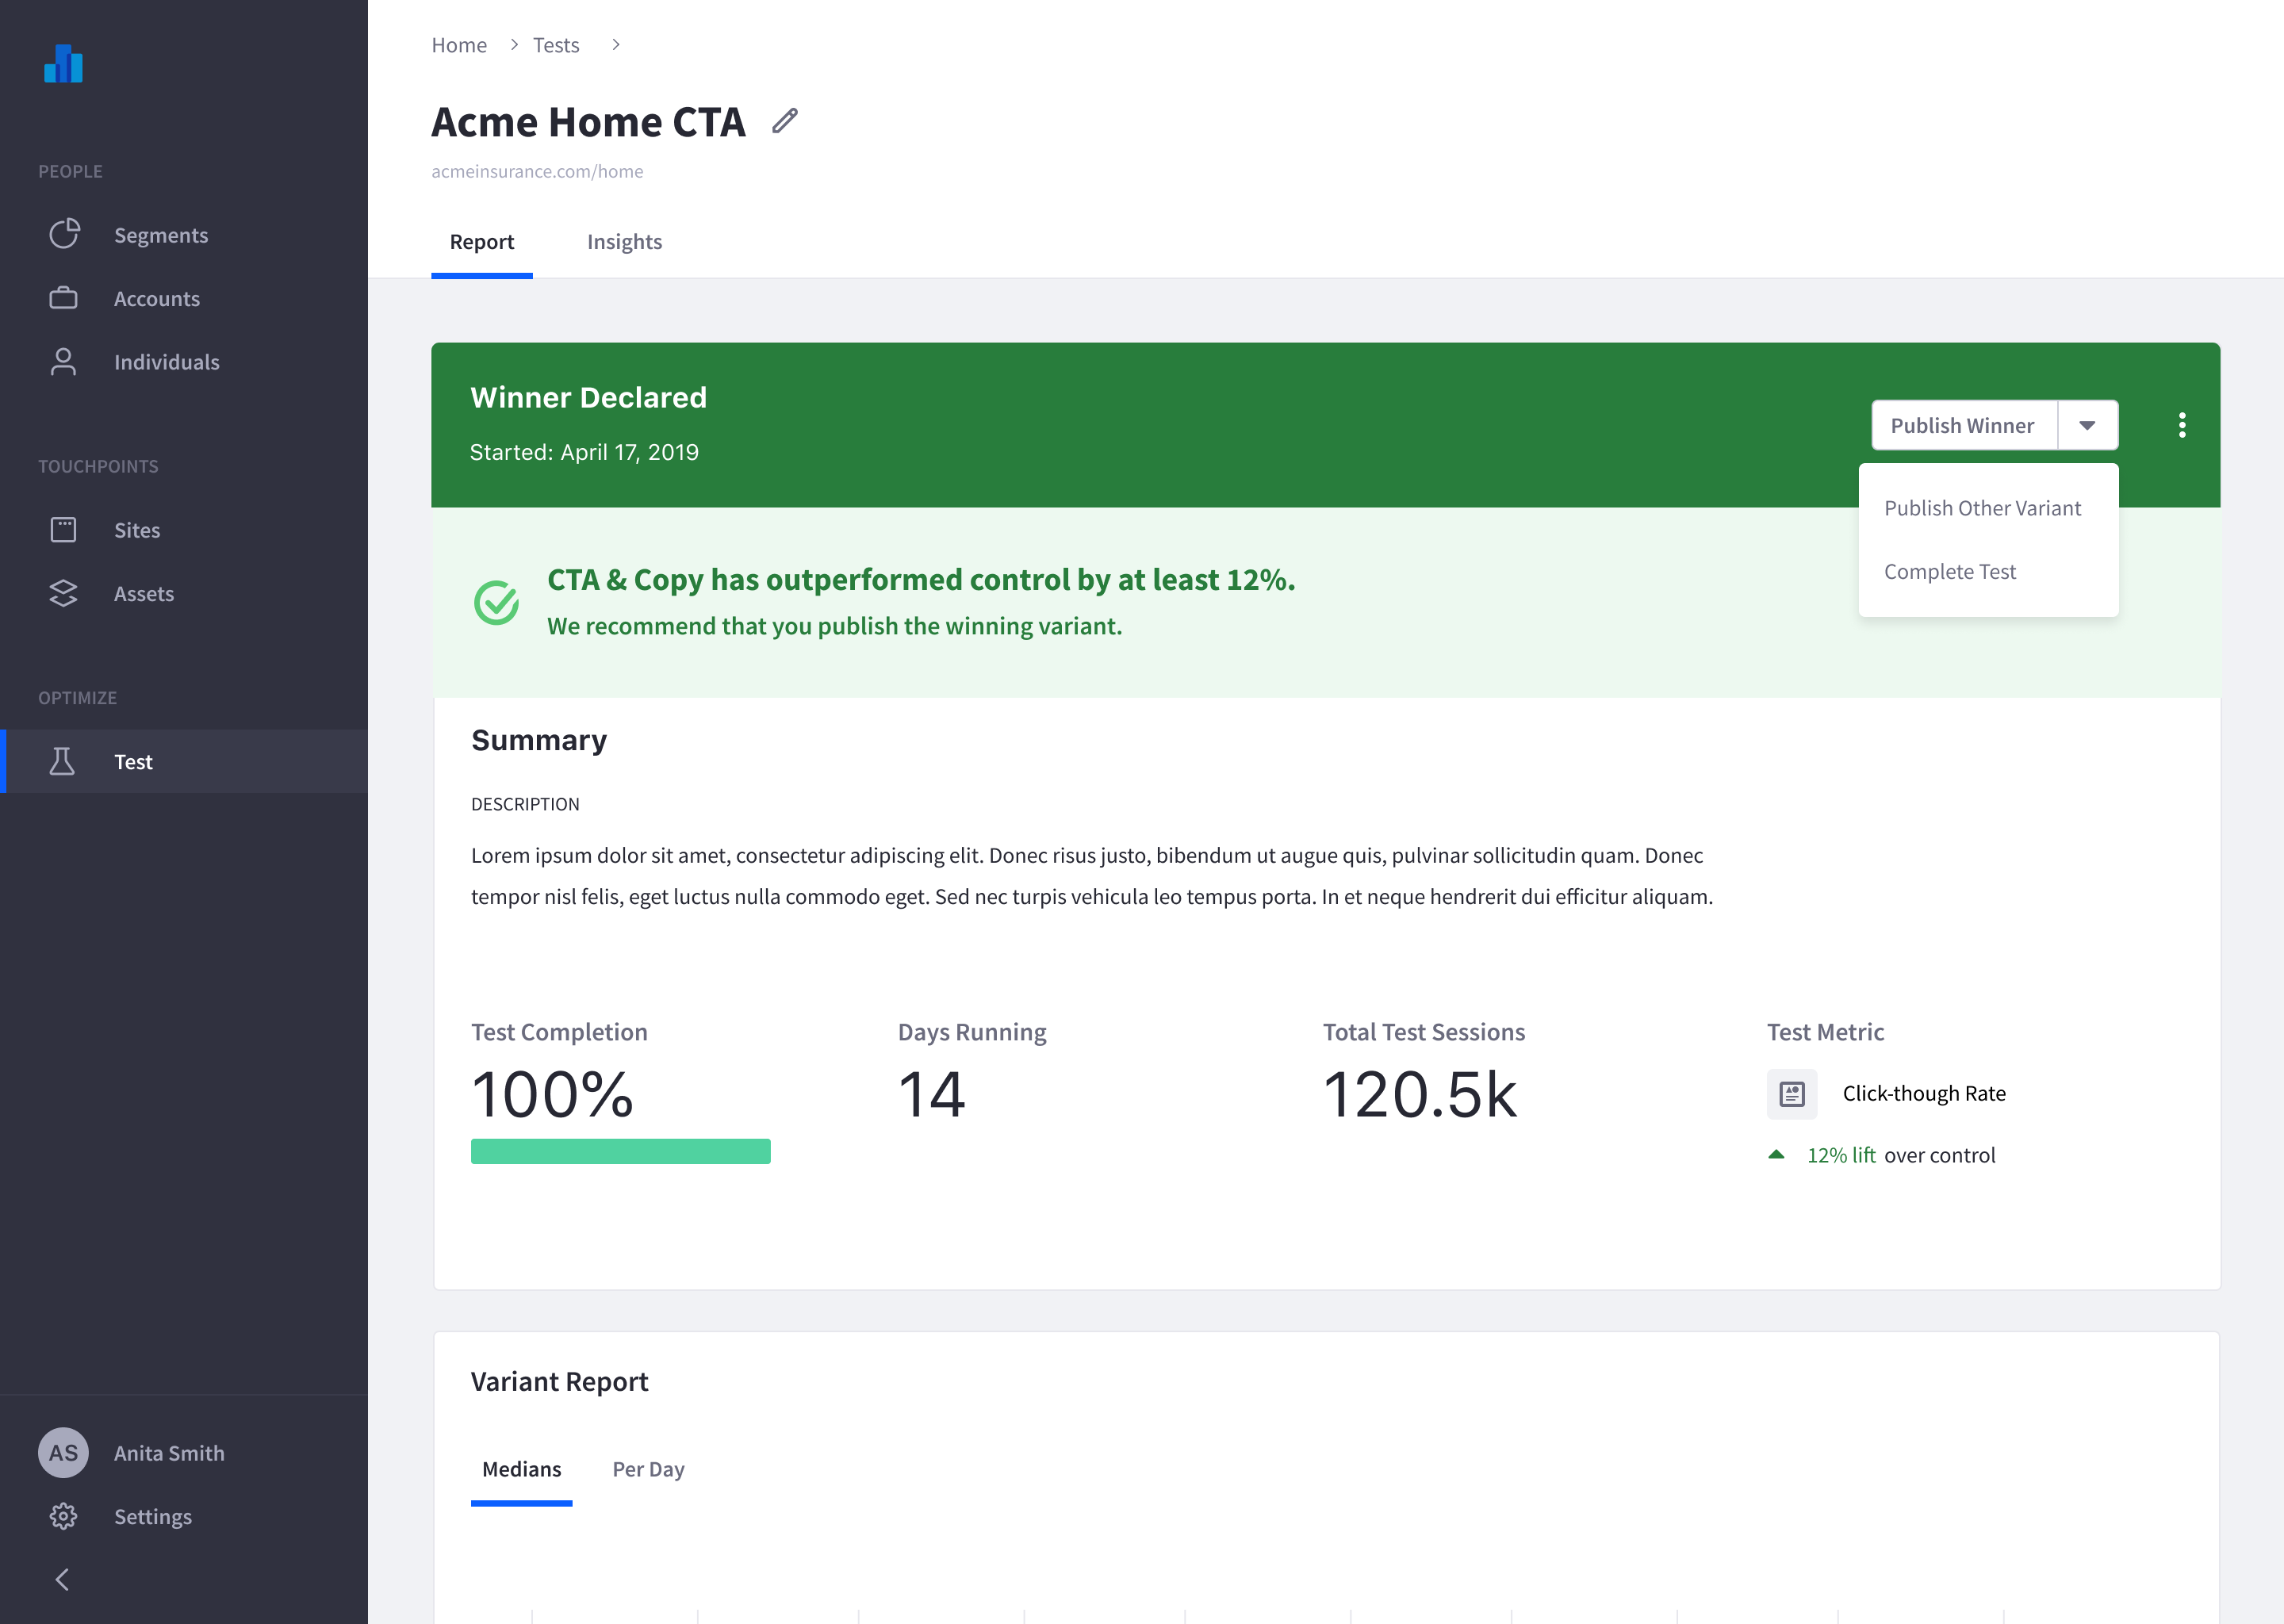 PEOPLE
Segments
Accounts
Individuals
TOUCHPOINTS
Sites
Assets
OPTIMIZE
Test
AS
Anita Smith
Settings
Home
Tests
Acme Home CTA
acmeinsurance.com/home
Report
Insights
Winner Declared
Started: April 17, 2019
Publish Winner
Publish Other Variant
Complete Test
CTA & Copy has outperformed control by at least 12%.
We recommend that you publish the winning variant.
Summary
DESCRIPTION
Lorem ipsum dolor sit amet, consectetur adipiscing elit. Donec risus justo, bibendum ut augue quis, pulvinar sollicitudin quam. Donec
tempor nisl felis, eget luctus nulla commodo eget. Sed nec turpis vehicula leo tempus porta. In et neque hendrerit dui efficitur aliquam.
Test Completion
100%
Days Running
14
Total Test Sessions
120.5k
Test Metric
Click-though Rate
12% lift over control
Variant Report
Medians
Per Day